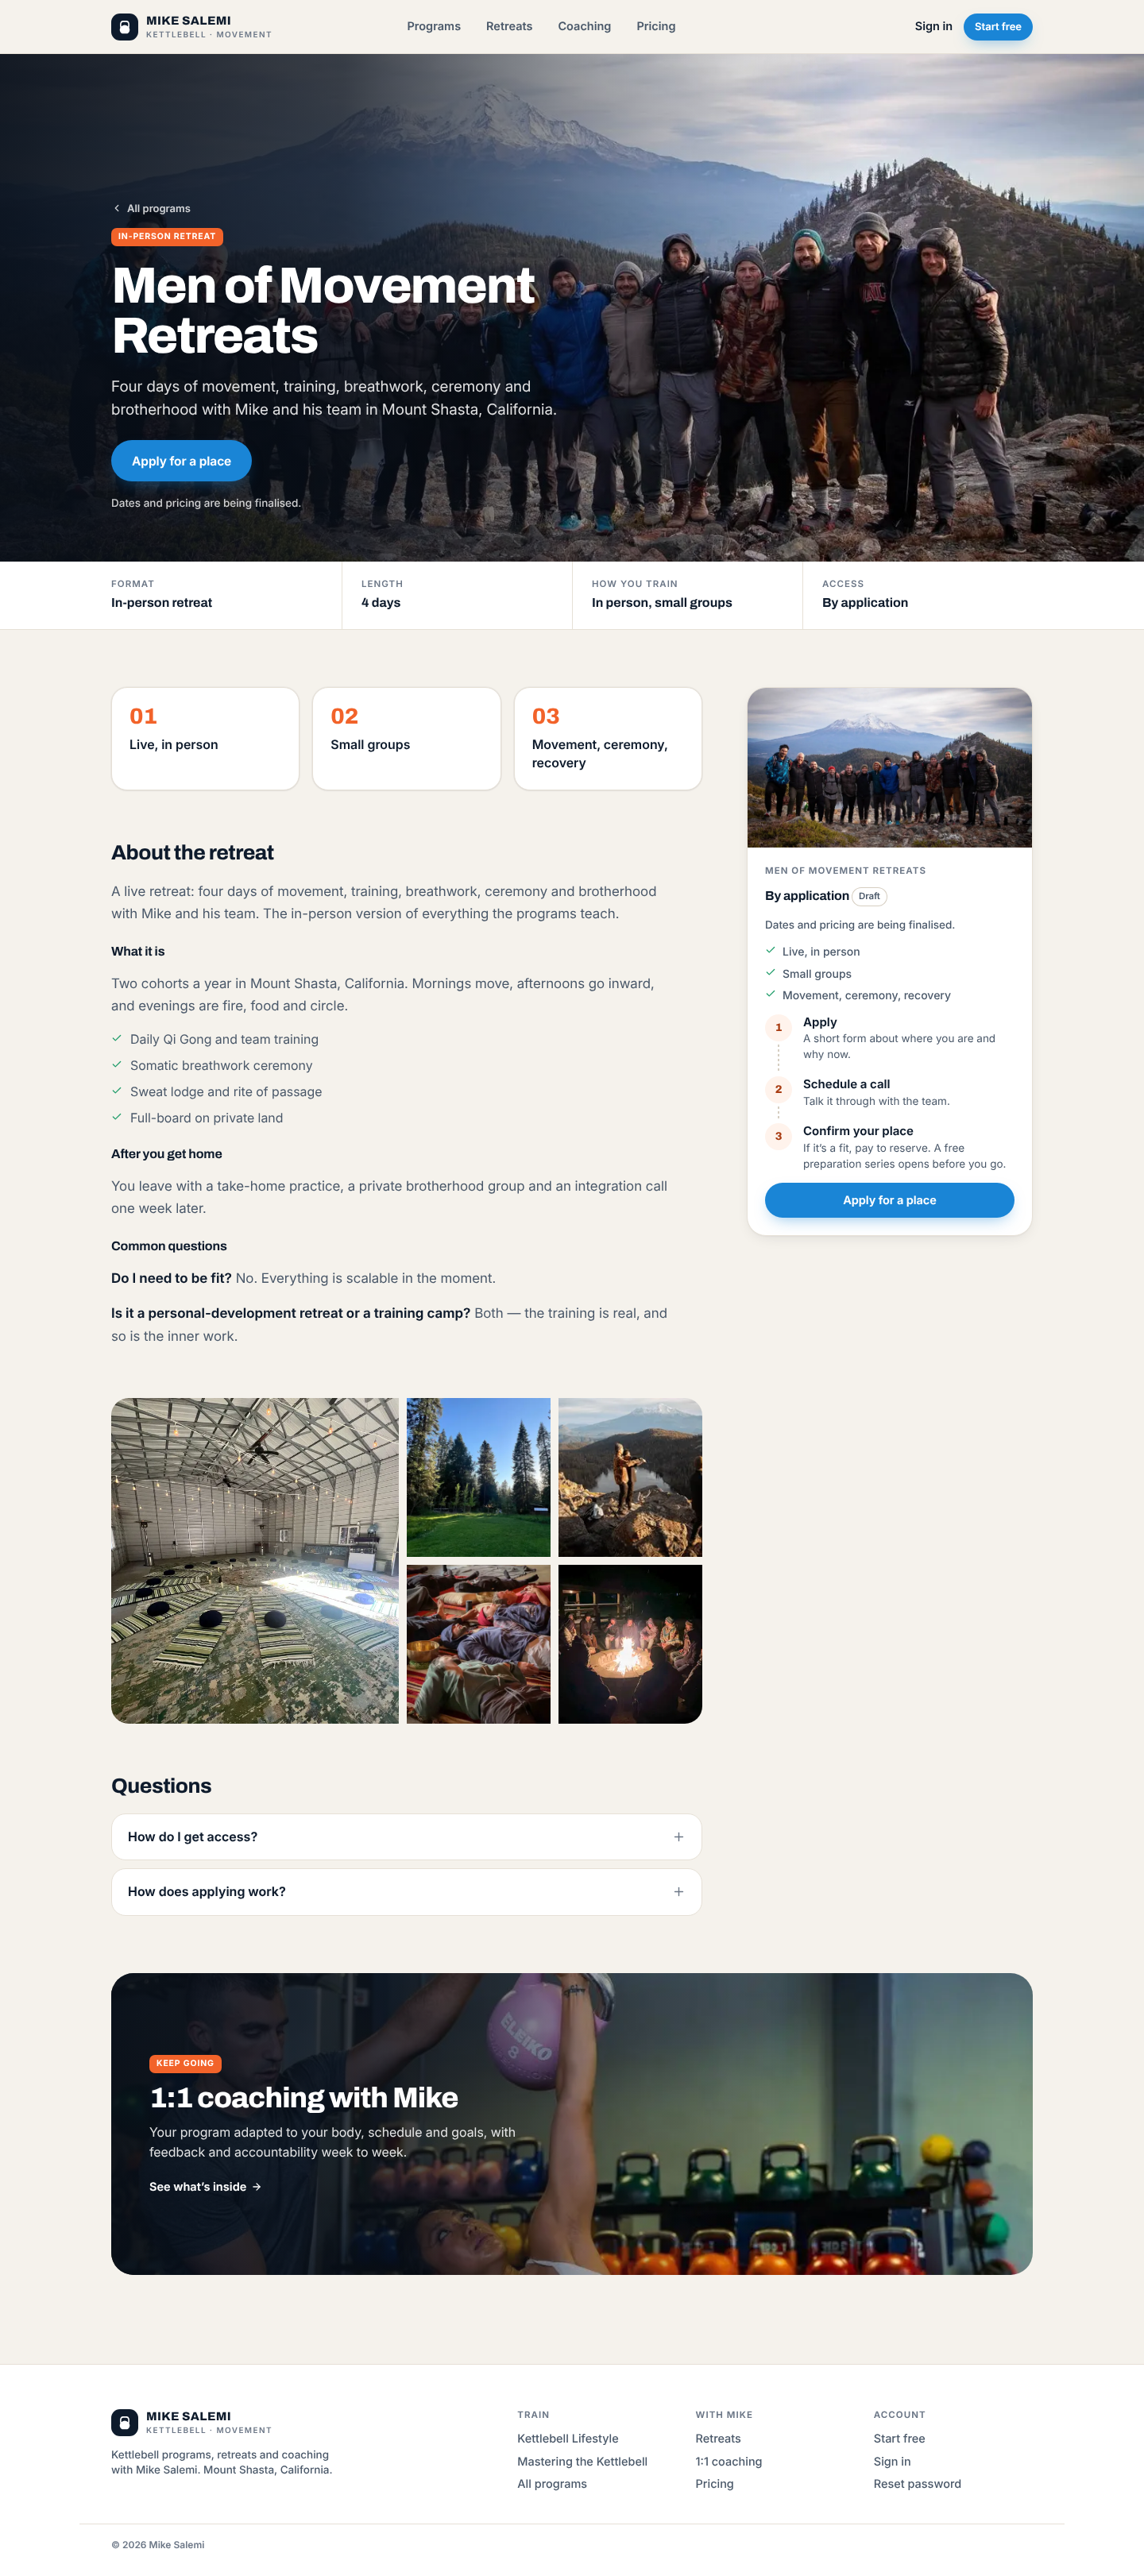 MIKE SALEMI
KETTLEBELL · MOVEMENT
Programs
Retreats
Coaching
Pricing
Sign in
Start free
All programs
IN-PERSON RETREAT
Men of Movement
Retreats
Four days of movement, training, breathwork, ceremony and
brotherhood with Mike and his team in Mount Shasta, California.
Apply for a place
Dates and pricing are being finalised.
FORMAT
In-person retreat
LENGTH
4 days
HOW YOU TRAIN
In person, small groups
ACCESS
By application
01
Live, in person
02
Small groups
03
Movement, ceremony,
recovery
About the retreat
A live retreat: four days of movement, training, breathwork, ceremony and brotherhood
with Mike and his team. The in-person version of everything the programs teach.
What it is
Two cohorts a year in Mount Shasta, California. Mornings move, afternoons go inward,
and evenings are fire, food and circle.
Daily Qi Gong and team training
Somatic breathwork ceremony
Sweat lodge and rite of passage
Full-board on private land
After you get home
You leave with a take-home practice, a private brotherhood group and an integration call
one week later.
Common questions
Do I need to be fit? No. Everything is scalable in the moment.
Is it a personal-development retreat or a training camp? Both — the training is real, and
so is the inner work.
MEN OF MOVEMENT RETREATS
By application Draft
Dates and pricing are being finalised.
Live, in person
Small groups
Movement, ceremony, recovery
1
Apply
A short form about where you are and
why now.
2
Schedule a call
Talk it through with the team.
3
Confirm your place
If it's a fit, pay to reserve. A free
preparation series opens before you go.
Apply for a place
Questions
How do I get access?
How does applying work?
ELEIKO
8
KEEP GOING
1:1 coaching with Mike
Your program adapted to your body, schedule and goals, with
feedback and accountability week to week.
See what's inside
MIKE SALEMI
KETTLEBELL · MOVEMENT
Kettlebell programs, retreats and coaching
with Mike Salemi. Mount Shasta, California.
TRAIN
Kettlebell Lifestyle
Mastering the Kettlebell
All programs
WITH MIKE
Retreats
1:1 coaching
Pricing
ACCOUNT
Start free
Sign in
Reset password
© 2026 Mike Salemi